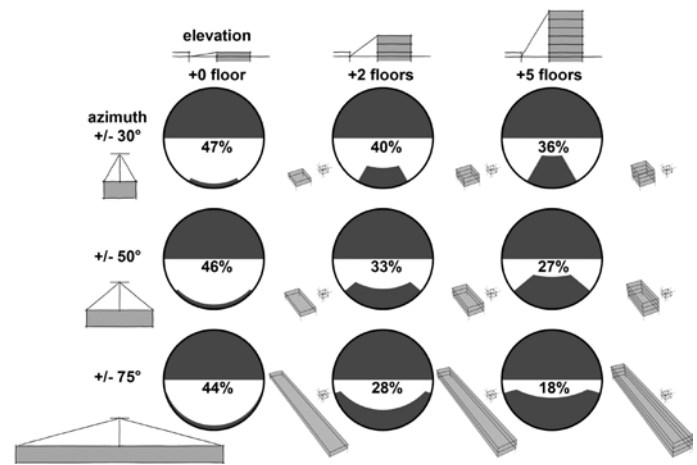 elevation
+0 floor
+2 floors
+5 floors
azimuth
+/- 30°
47%
40%
36%
+/- 50°
46%
33%
27%
+/- 75°
44%
28%
18%